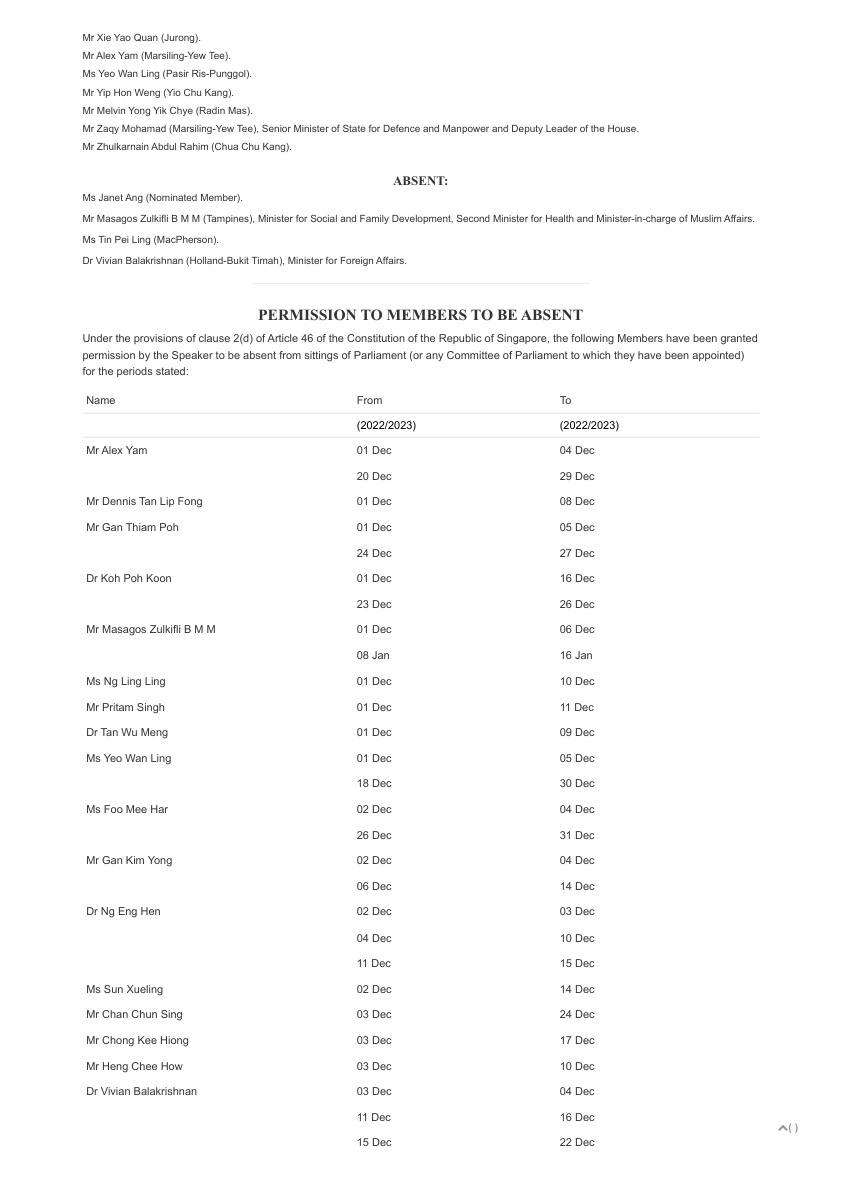 Mr Xie Yao Quan (Jurong).
Mr Alex Yam (Marsiling-Yew Tee).
Ms Yeo Wan Ling (Pasir Ris-Punggol).
Mr Yip Hon Weng (Yio Chu Kang).
Mr Melvin Yong Yik Chye (Radin Mas).
Mr Zaqy Mohamad (Marsiling-Yew Tee), Senior Minister of State for Defence and Manpower and Deputy Leader of the House.
Mr Zhulkarnain Abdul Rahim (Chua Chu Kang).
ABSENT:
Ms Janet Ang (Nominated Member).
Mr Masagos Zulkifli B M M (Tampines), Minister for Social and Family Development, Second Minister for Health and Minister-in-charge of Muslim Affairs.
Ms Tin Pei Ling (MacPherson).
Dr Vivian Balakrishnan (Holland-Bukit Timah), Minister for Foreign Affairs.
PERMISSION TO MEMBERS TO BE ABSENT
Under the provisions of clause 2(d) of Article 46 of the Constitution of the Republic of Singapore, the following Members have been granted
permission by the Speaker to be absent from sittings of Parliament (or any Committee of Parliament to which they have been appointed)
for the periods stated:
Name From To
(2022/2023) (2022/2023)
Mr Alex Yam 01 Dec 04 Dec
20 Dec 29 Dec
Mr Dennis Tan Lip Fong 01 Dec 08 Dec
Mr Gan Thiam Poh 01 Dec 05 Dec
24 Dec 27 Dec
Dr Koh Poh Koon 01 Dec 16 Dec
23 Dec 26 Dec
Mr Masagos Zulkifli B M M 01 Dec 06 Dec
08 Jan 16 Jan
Ms Ng Ling Ling 01 Dec 10 Dec
Mr Pritam Singh 01 Dec 11 Dec
Dr Tan Wu Meng 01 Dec 09 Dec
Ms Yeo Wan Ling 01 Dec 05 Dec
18 Dec 30 Dec
Ms Foo Mee Har 02 Dec 04 Dec
26 Dec 31 Dec
Mr Gan Kim Yong 02 Dec 04 Dec
06 Dec 14 Dec
Dr Ng Eng Hen 02 Dec 03 Dec
04 Dec 10 Dec
11 Dec 15 Dec
Ms Sun Xueling 02 Dec 14 Dec
Mr Chan Chun Sing 03 Dec 24 Dec
Mr Chong Kee Hiong 03 Dec 17 Dec
Mr Heng Chee How 03 Dec 10 Dec
Dr Vivian Balakrishnan 03 Dec 04 Dec
11 Dec 16 Dec
( )
15 Dec 22 Dec